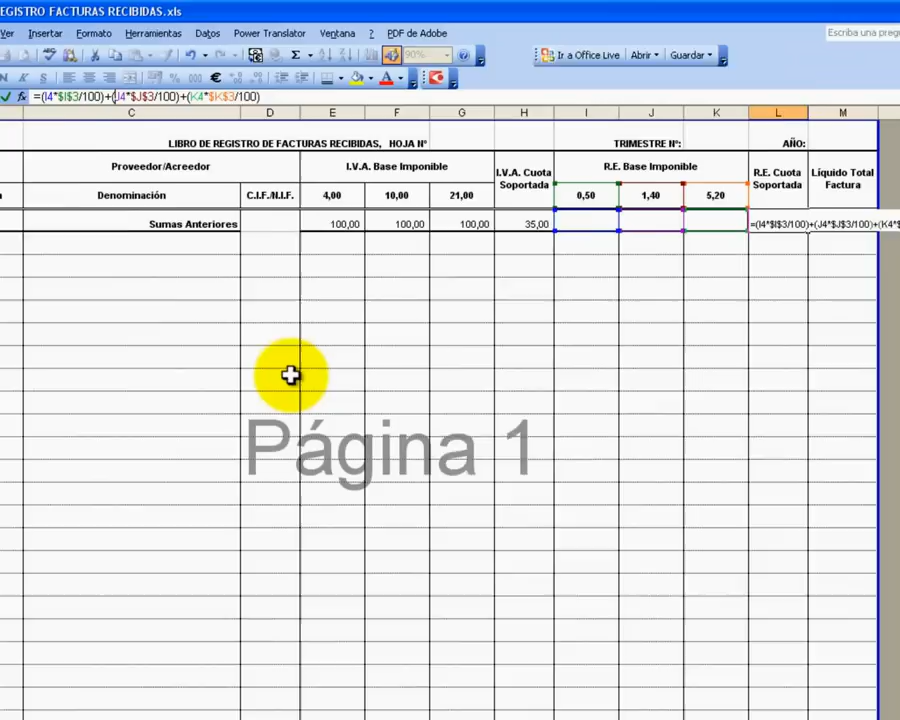 EGISTRO FACTURAS RECIBIDAS.xls
Ver Insertar Formato Herramientas Datos Power Translator Ventana ? PDF de Adobe
Escriba una preg
Σ 90% Ir a Office Live Abrir Guardar
N K S % 000 € A
fx =(I4*$I$3/100)+(J4*$J$3/100)+(K4*$K$3/100)
C D E F G H I J K L M
LIBRO DE REGISTRO DE FACTURAS RECIBIDAS, HOJA Nº TRIMESTRE Nº: AÑO:
Proveedor/Acreedor I.V.A. Base Imponible I.V.A. Cuota Soportada R.E. Base Imponible R.E. Cuota Soportada Líquido Total Factura
Denominación C.I.F./N.I.F. 4,00 10,00 21,00 0,50 1,40 5,20
Sumas Anteriores 100,00 100,00 100,00 35,00 =(I4*$I$3/100)+(J4*$J$3/100)+(K4*$
Página 1